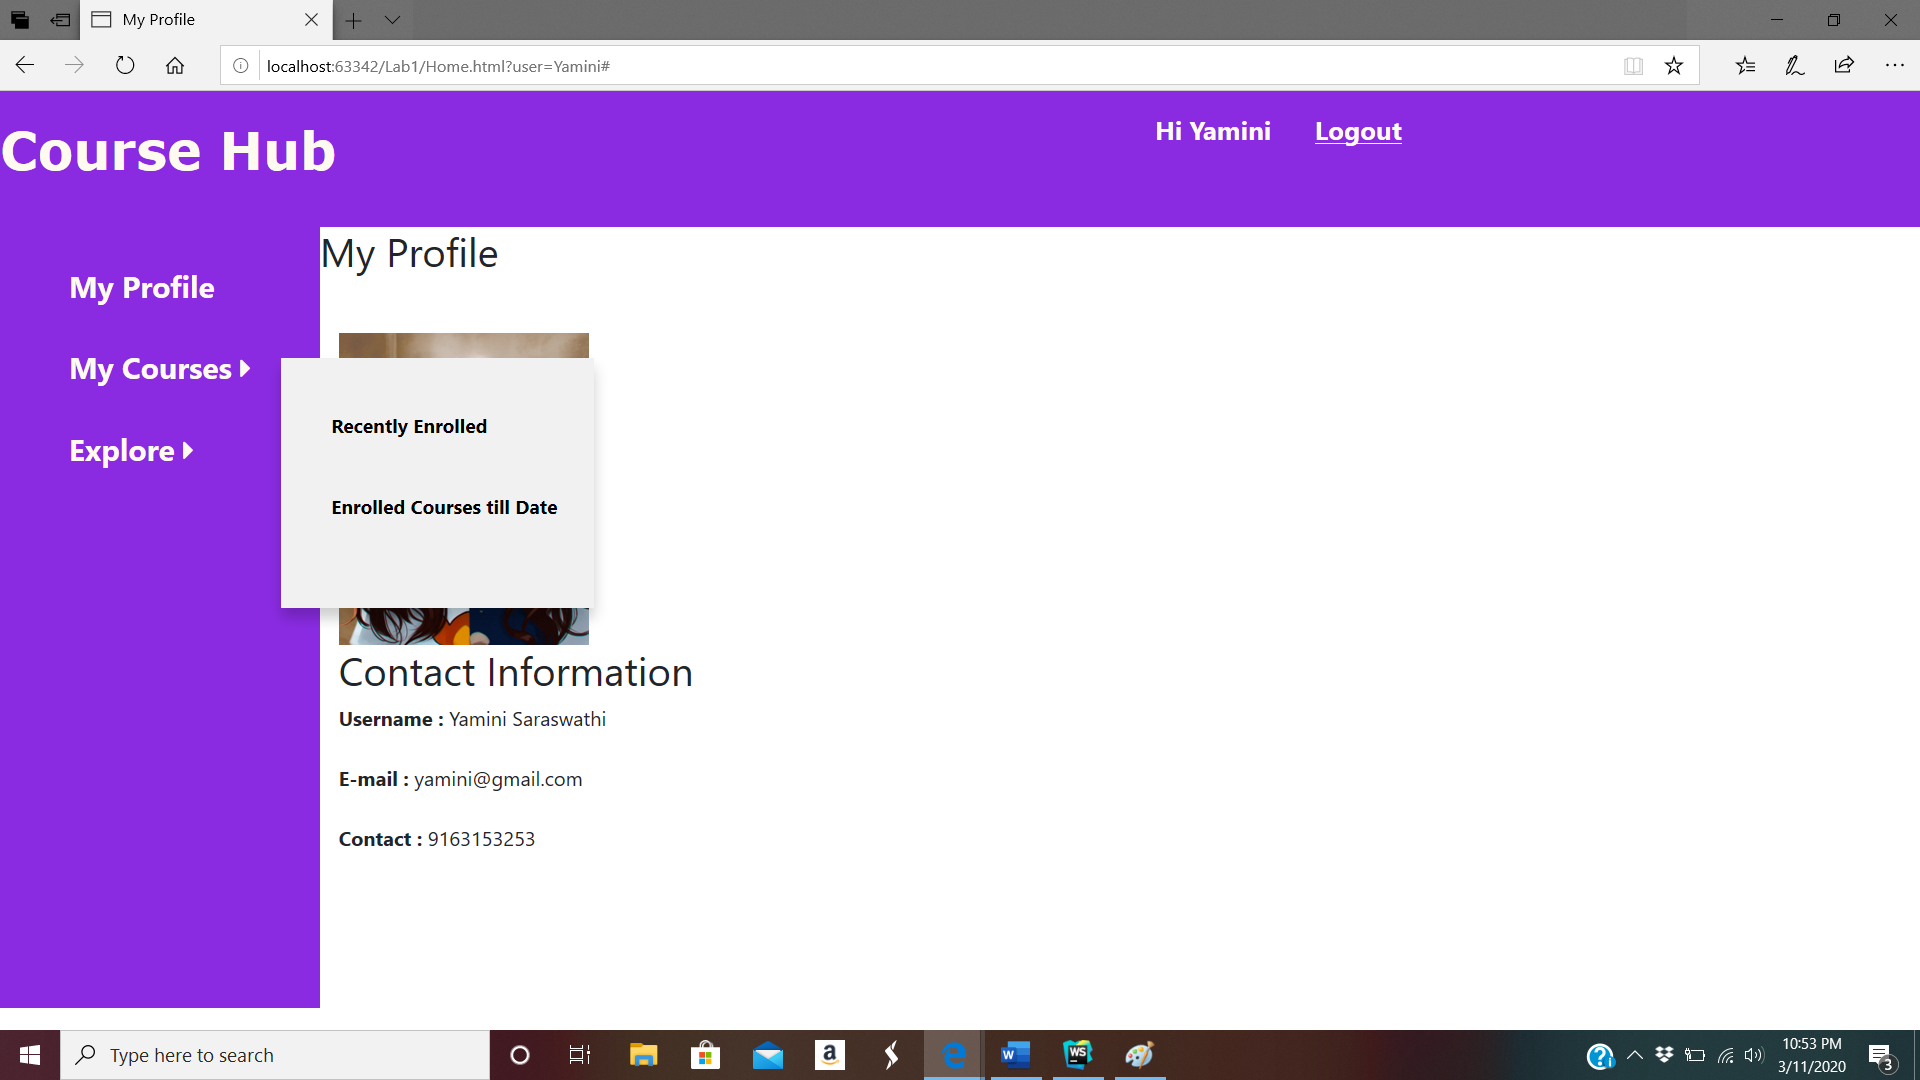 My Profile
localhost:63342/Lab1/Home.html?user=Yamini#
Course Hub
Hi Yamini Logout
My Profile
My Courses
Explore
My Profile
Recently Enrolled
Enrolled Courses till Date
Contact Information
Username : Yamini Saraswathi
E-mail : yamini@gmail.com
Contact : 9163153253
Type here to search
a
W
WS
?
10:53 PM
3/11/2020
3